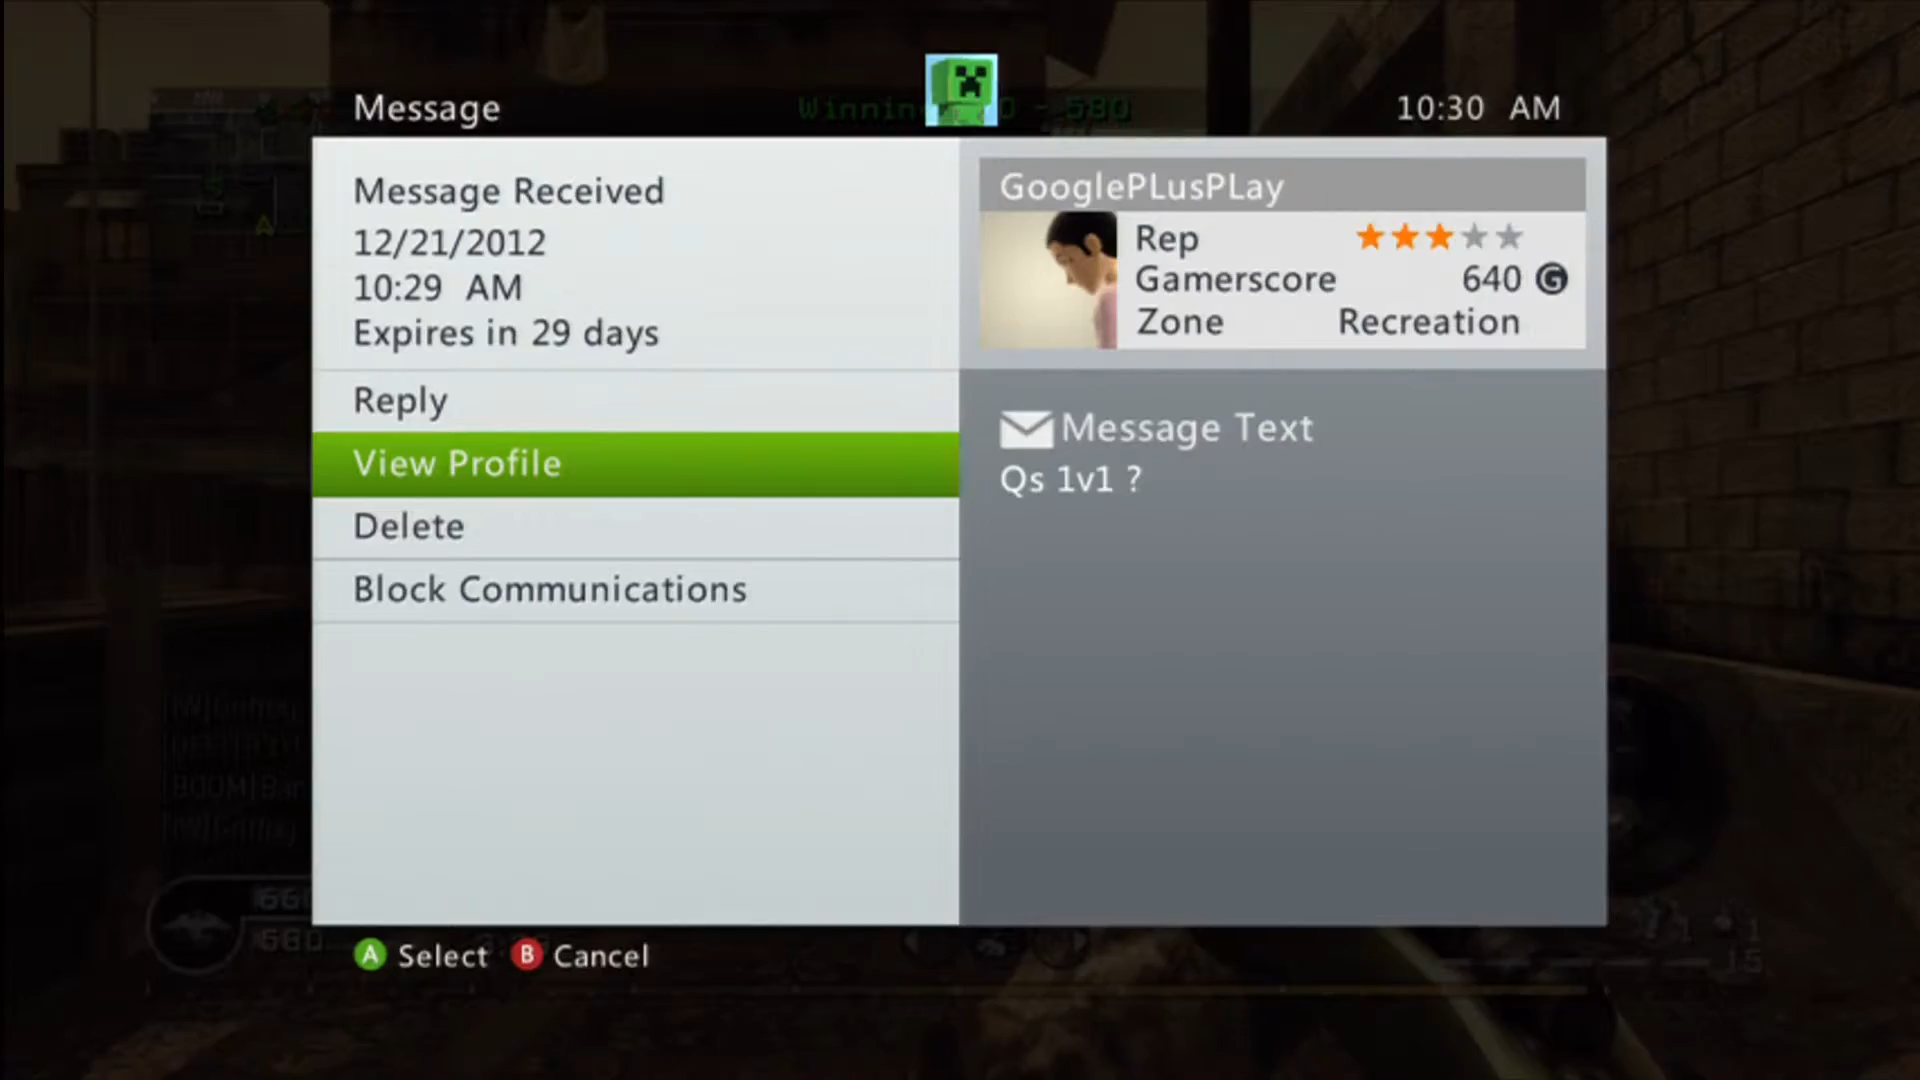 Message
10:30 AM
Message Received
12/21/2012
10:29 AM
Expires in 29 days
Reply
View Profile
Delete
Block Communications
GooglePLusPLay
Rep
Gamerscore 640 G
Zone Recreation
Message Text
Qs 1v1 ?
A Select B Cancel